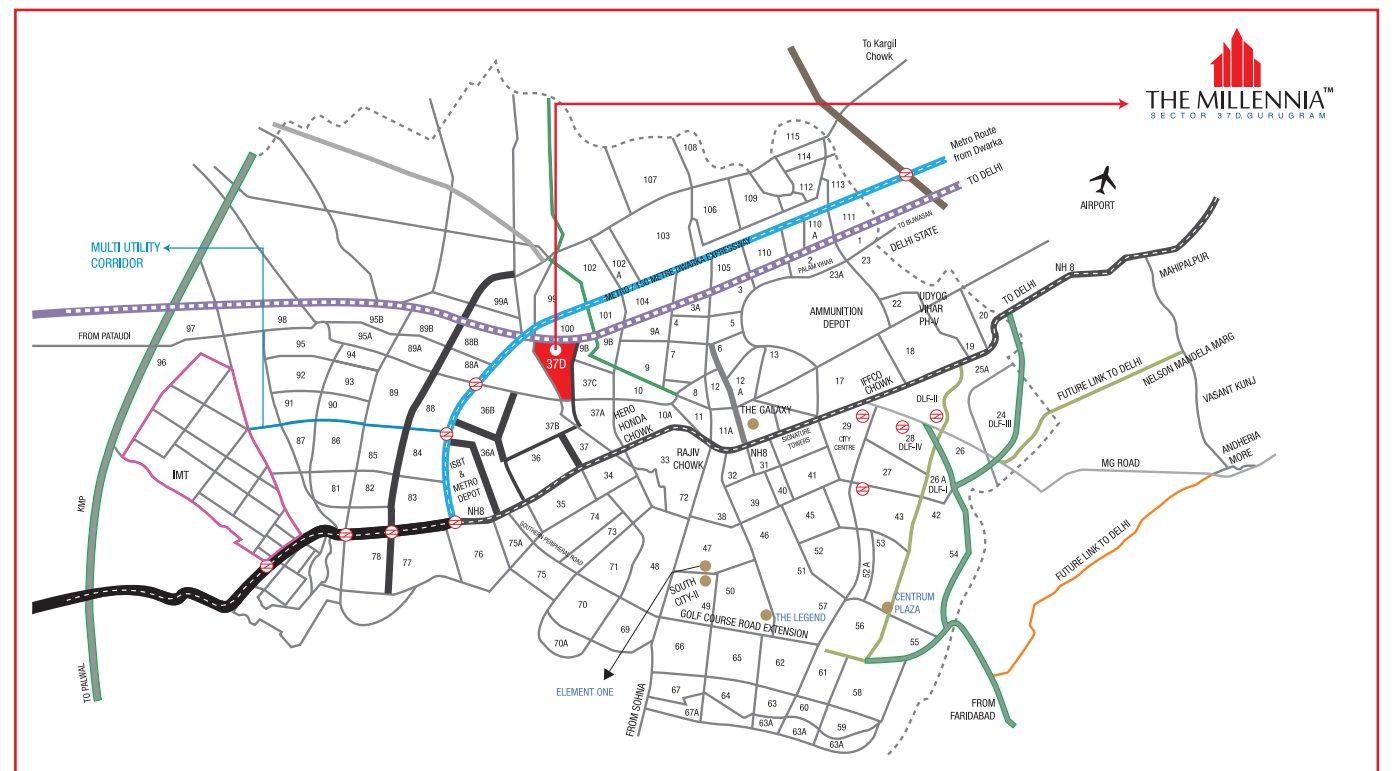 To Kargil
Chowk
THE MILLENNIA™
SECTOR 37D, GURUGRAM
Metro Route
from Dwarka
TO DELHI
AIRPORT
115
114
108
107
112
113
109
106
110
A
111
103
TO BIJWASAN
DELHI STATE
1
MULTI UTILITY
CORRIDOR
METRO / 150 METRE DWARKA EXPRESSWAY
102
102
A
105
110
2
PALAM VIHAR
23
23A
NH 8
MAHIPALPUR
99A
99
104
101
3
3A
TO DELHI
98
95B
89B
100
9A
4
5
AMMUNITION
DEPOT
22
UDYOG
VIHAR
PH-V
20
FROM PATAUDI
97
95
95A
89A
88B
9B
9B
7
6
13
18
19
96
94
88A
37D
9
25A
FUTURE LINK TO DELHI
NELSON MANDELA MARG
92
93
89
37C
10
8
12
12
A
17
IFFCO
CHOWK
DLF-II
VASANT KUNJ
91
90
88
36B
37A
HERO
HONDA
CHOWK
10A
11
11A
THE GALAXY
SIGNATURE
TOWERS
29
CITY
CENTRE
28
DLF-IV
24
DLF-III
87
86
37B
37
RAJIV
CHOWK
NH8
31
26
ANDHERIA
MORE
IMT
85
84
36A
36
33
32
41
27
26 A
DLF-I
MG ROAD
KMP
81
82
83
ISBT
&
METRO
DEPOT
NH8
34
35
72
39
40
43
42
74
73
38
45
78
77
76
75A
SOUTHERN PERIPHERAL ROAD
46
52
53
54
FUTURE LINK TO DELHI
75
71
48
47
51
52 A
70
SOUTH
CITY-II
49
50
THE LEGEND
57
CENTRUM
PLAZA
70A
69
GOLF COURSE ROAD EXTENSION
56
55
TO PALWAL
66
65
62
61
ELEMENT ONE
67
64
63
60
58
67A
63A
63A
59
63A
FROM SOHNA
FROM
FARIDABAD